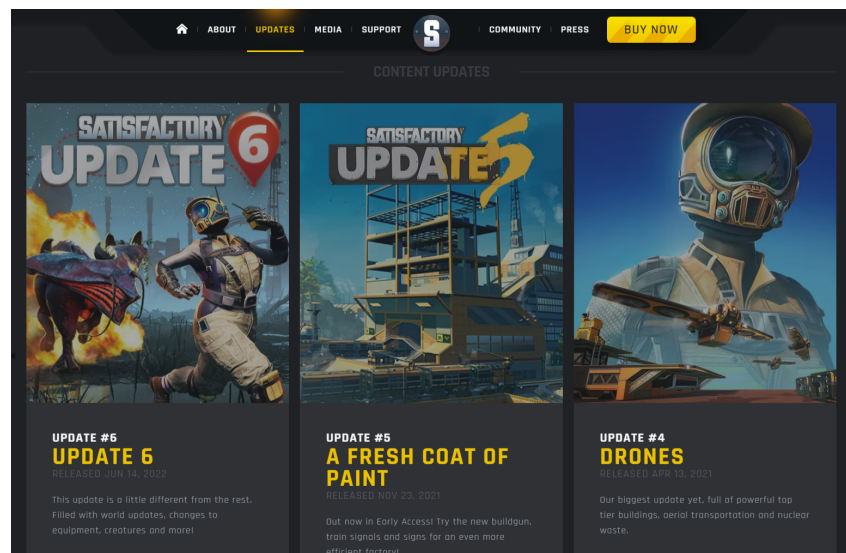 ABOUT UPDATES MEDIA SUPPORT S COMMUNITY PRESS BUY NOW
CONTENT UPDATES
SATISFACTORY
UPDATE 6
UPDATE #6
UPDATE 6
RELEASED JUN 14, 2022
This update is a little different from the rest.
Filled with world updates, changes to
equipment, creatures and more!
SATISFACTORY
UPDATE 5
UPDATE #5
A FRESH COAT OF
PAINT
RELEASED NOV 23, 2021
Out now in Early Access! Try the new buildgun,
train signals and signs for an even more
efficient factory!
UPDATE #4
DRONES
RELEASED APR 13, 2021
Our biggest update yet, full of powerful top
tier buildings, aerial transportation and nuclear
waste.